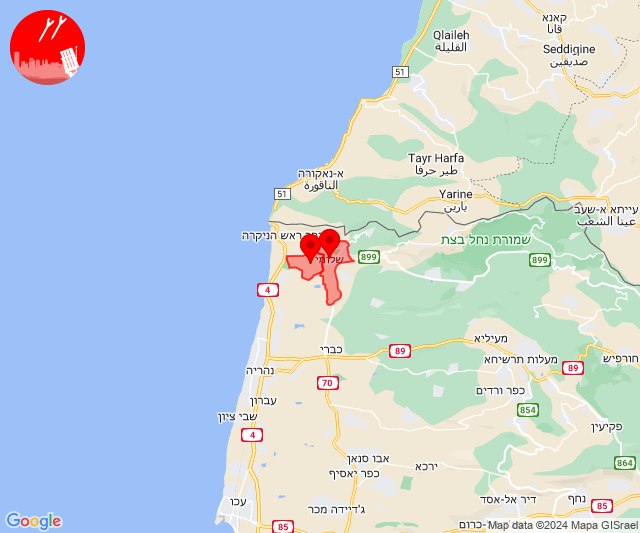 קאנא
قانا
Qlaileh
القليلة
Seddiqine
صديقين
51
Tayr Harfa
طير حرفا
א-נאקורה
الناقورة
51
Yarine
يارين
עייתא א-שעב
عيتا الشعب
ראש הניקרה
שמורת נחל בצת
899
899
שלומי
4
מעיליא
כברי
89
מעלות תרשיחא
חורפיש
89
נהריה
70
כפר ורדים
עברון
854
שבי ציון
פקיעין
4
אבו סנאן
ירכא
864
כפר יאסיף
עכו
דיר אל-אסד
נחף
85
ג'דיידה מכר
85
כרום-
Google
Map data ©2024 Mapa GISrael